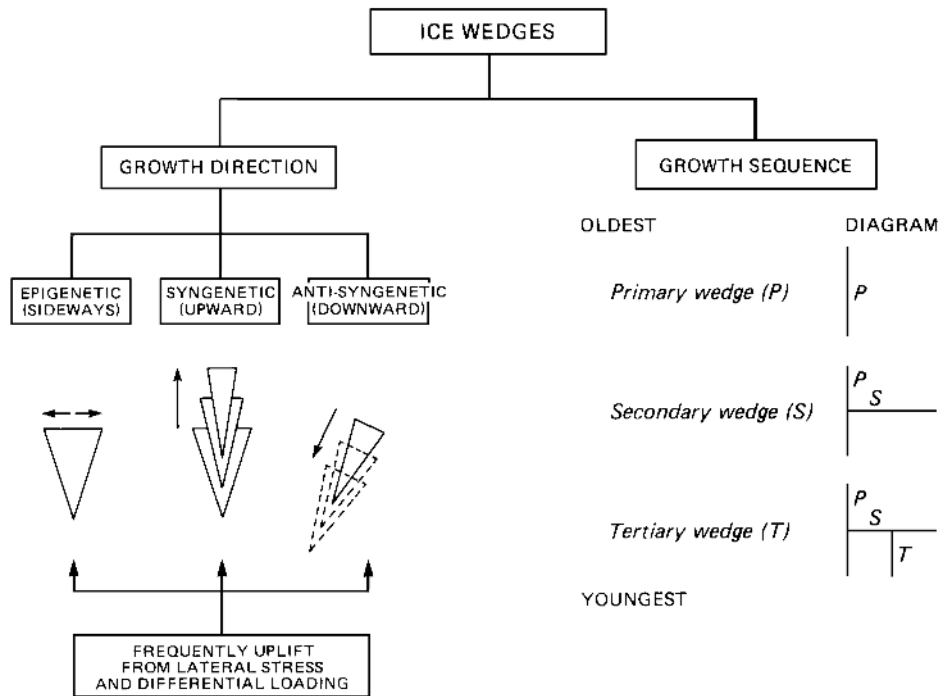 ICE WEDGES
GROWTH DIRECTION
GROWTH SEQUENCE
EPIGENETIC
(SIDEWAYS)
SYNGENETIC
(UPWARD)
ANTI-SYNGENETIC
(DOWNWARD)
FREQUENTLY UPLIFT
FROM LATERAL STRESS
AND DIFFERENTIAL LOADING
OLDEST
DIAGRAM
Primary wedge (P)
P
Secondary wedge (S)
P
S
Tertiary wedge (T)
P
S
T
YOUNGEST